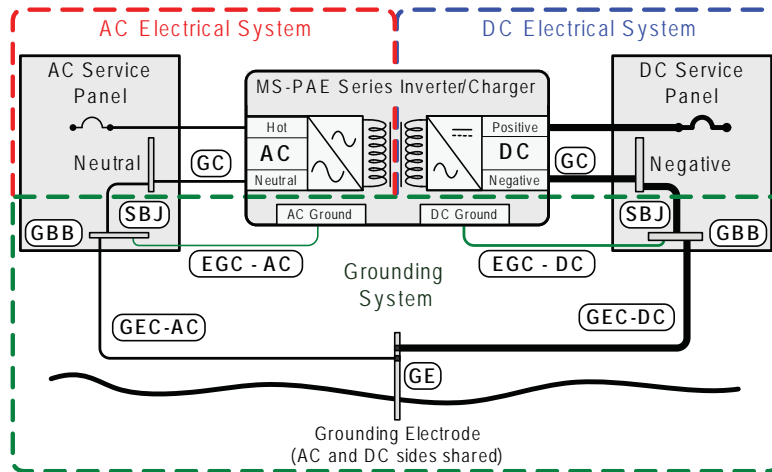 AC Electrical System
DC Electrical System
AC Service
Panel
MS-PAE Series Inverter/Charger
DC Service
Panel
Hot
AC
Neutral
Positive
DC
Negative
Neutral
GC
GC
Negative
SBJ
GBB
AC Ground
DC Ground
SBJ
GBB
EGC - AC
EGC - DC
Grounding
System
GEC-AC
GEC-DC
GE
Grounding Electrode
(AC and DC sides shared)